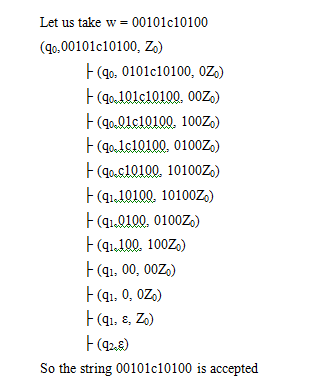 Let us take w = 00101c10100
(q₀,00101c10100, Z₀)
├ (q₀, 0101c10100, 0Z₀)
├ (q₀,101c10100, 00Z₀)
├ (q₀,01c10100, 100Z₀)
├ (q₀,1c10100, 0100Z₀)
├ (q₀,c10100, 10100Z₀)
├ (q₁,10100, 10100Z₀)
├ (q₁,0100, 0100Z₀)
├ (q₁,100, 100Z₀)
├ (q₁, 00, 00Z₀)
├ (q₁, 0, 0Z₀)
├ (q₁, ε, Z₀)
├ (q₂,ε)
So the string 00101c10100 is accepted